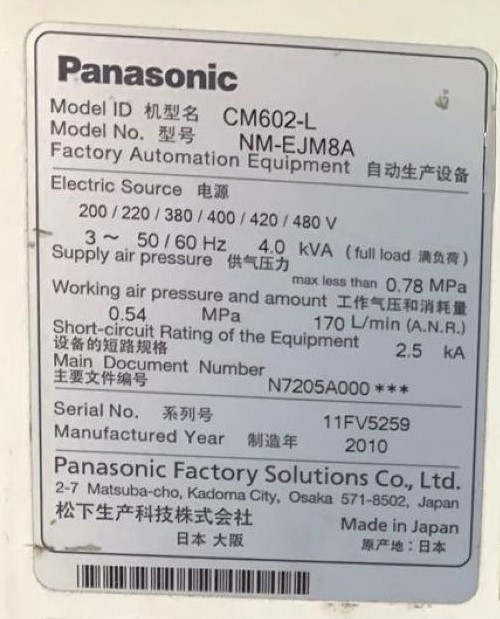 Panasonic
Model ID 机型名 CM602-L
Model No. 型号 NM-EJM8A
Factory Automation Equipment 自动生产设备
Electric Source 电源
200 / 220 / 380 / 400 / 420 / 480 V
3 ~ 50 / 60 Hz 4.0 kVA (full load 满负荷)
Supply air pressure 供气压力
max less than 0.78 MPa
Working air pressure and amount 工作气压和消耗量
0.54 MPa 170 L/min (A.N.R.)
Short-circuit Rating of the Equipment
设备的短路规格 2.5 kA
Main Document Number
主要文件编号 N7205A000 ***
Serial No. 系列号 11FV5259
Manufactured Year 制造年 2010
Panasonic Factory Solutions Co., Ltd.
2-7 Matsuba-cho, Kadoma City, Osaka 571-8502, Japan
松下生产科技株式会社 Made in Japan
日本 大阪 原产地：日本